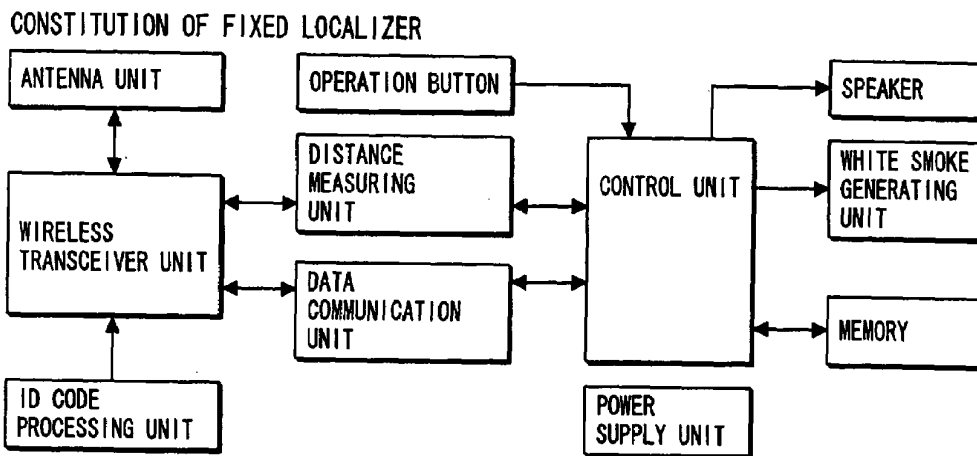 CONSTITUTION OF FIXED LOCALIZER
ANTENNA UNIT
OPERATION BUTTON
SPEAKER
DISTANCE
MEASURING
UNIT
CONTROL UNIT
WHITE SMOKE
GENERATING
UNIT
WIRELESS
TRANSCEIVER UNIT
DATA
COMMUNICATION
UNIT
MEMORY
ID CODE
PROCESSING UNIT
POWER
SUPPLY UNIT